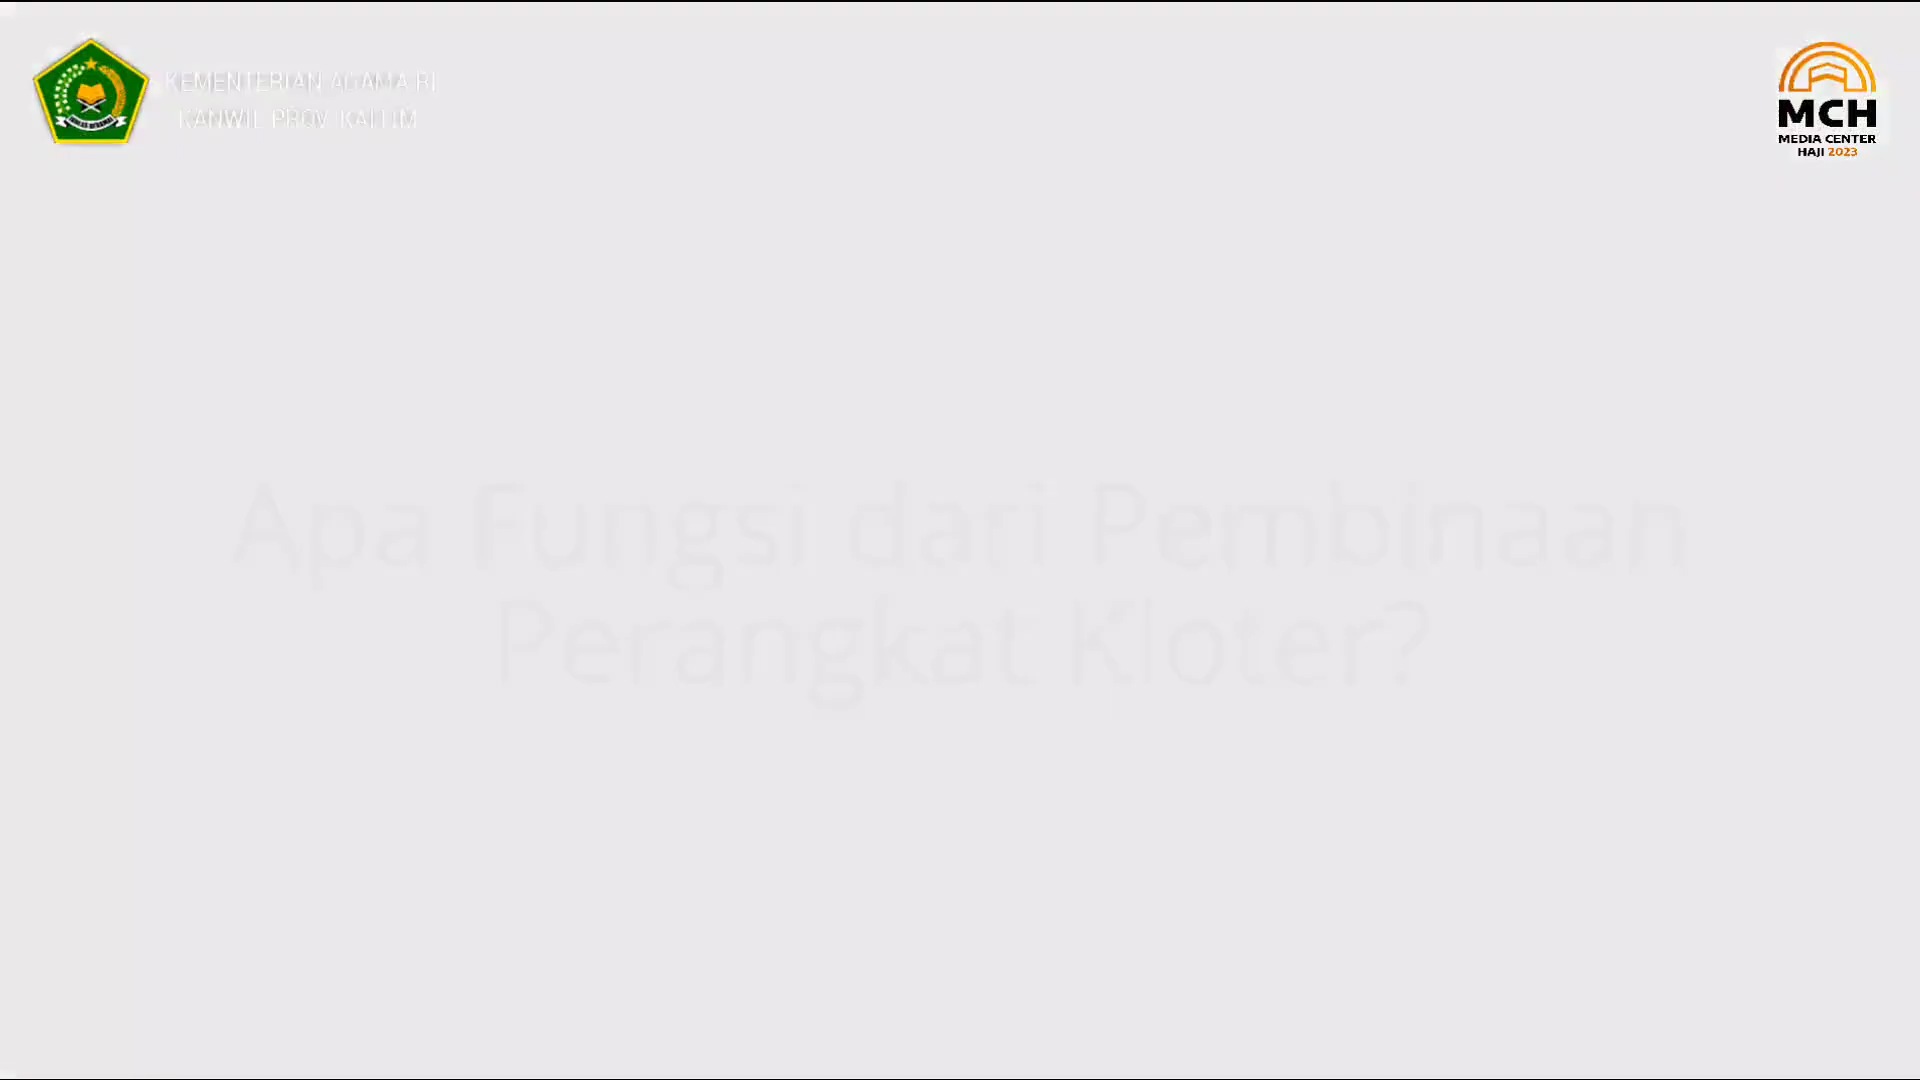 KEMENTERIAN AGAMA RI
KANWIL PROV. KALTIM
MCH
MEDIA CENTER
HAJI 2023
Apa Fungsi dari Pembinaan
Perangkat Kloter?